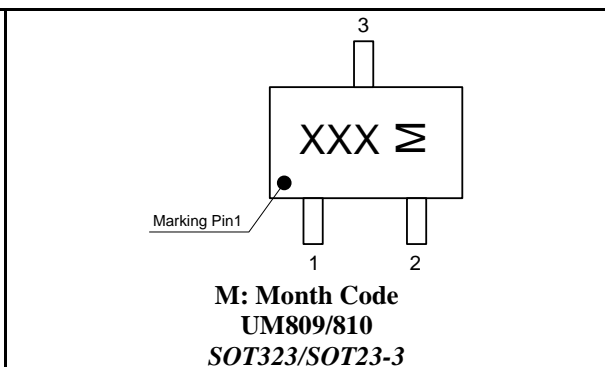 3
XXX M
Marking Pin1
1 2
M: Month Code
UM809/810
SOT323/SOT23-3